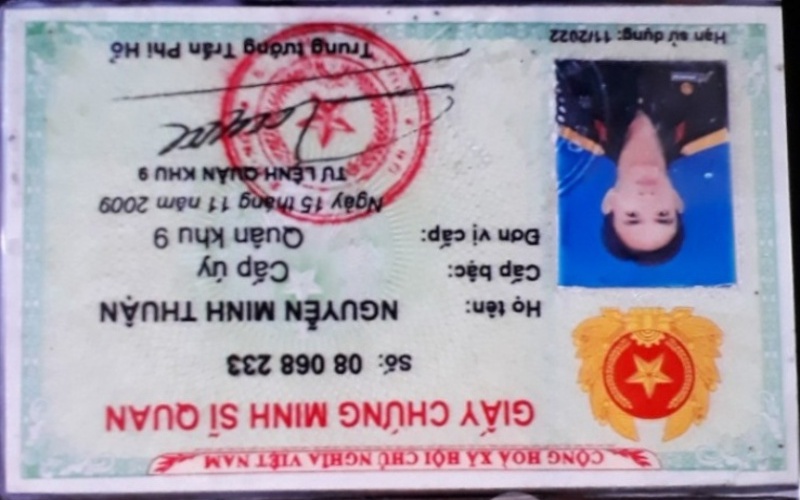 CỘNG HOÀ XÃ HỘI CHỦ NGHĨA VIỆT NAM
GIẤY CHỨNG MINH SĨ QUAN
Số: 08 068 233
Họ tên: NGUYỄN MINH THUẬN
Cấp bậc: Cấp úy
Đơn vị cấp: Quân khu 9
Ngày 15 tháng 11 năm 2009
TƯ LỆNH QUÂN KHU 9
Trung tướng Trần Phi Hổ
Hạn sử dụng: 11/2022